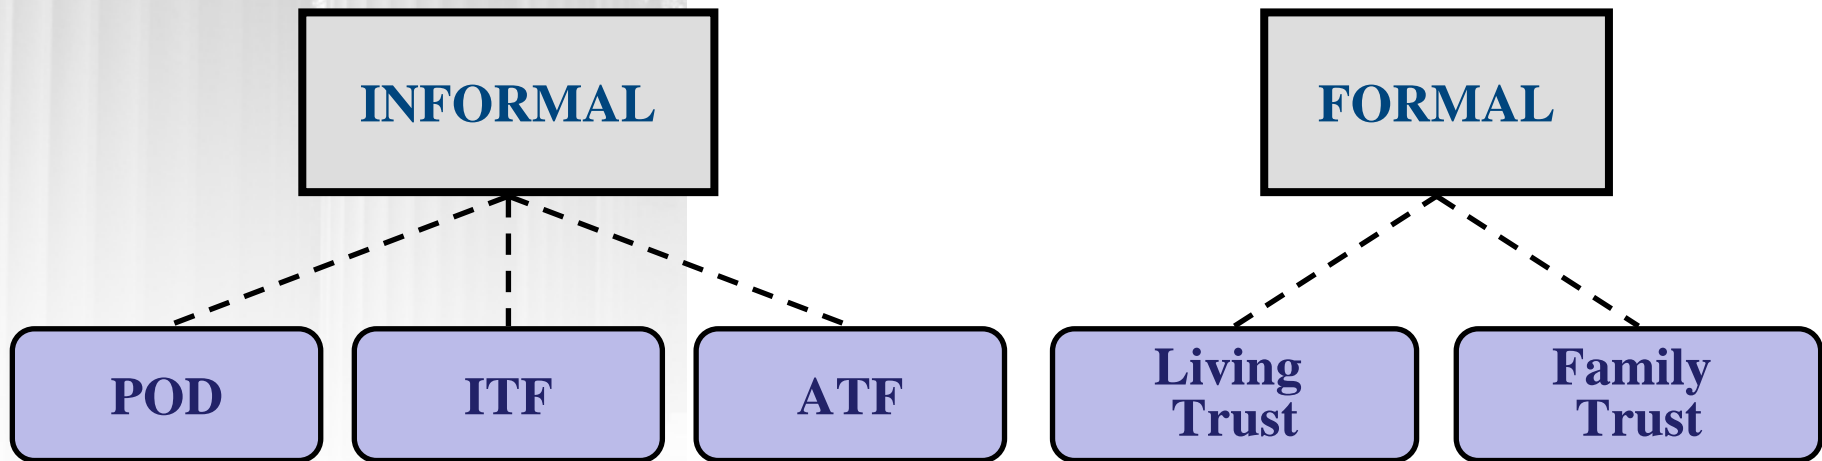 INFORMAL
FORMAL
POD
ITF
ATF
Living
Trust
Family
Trust